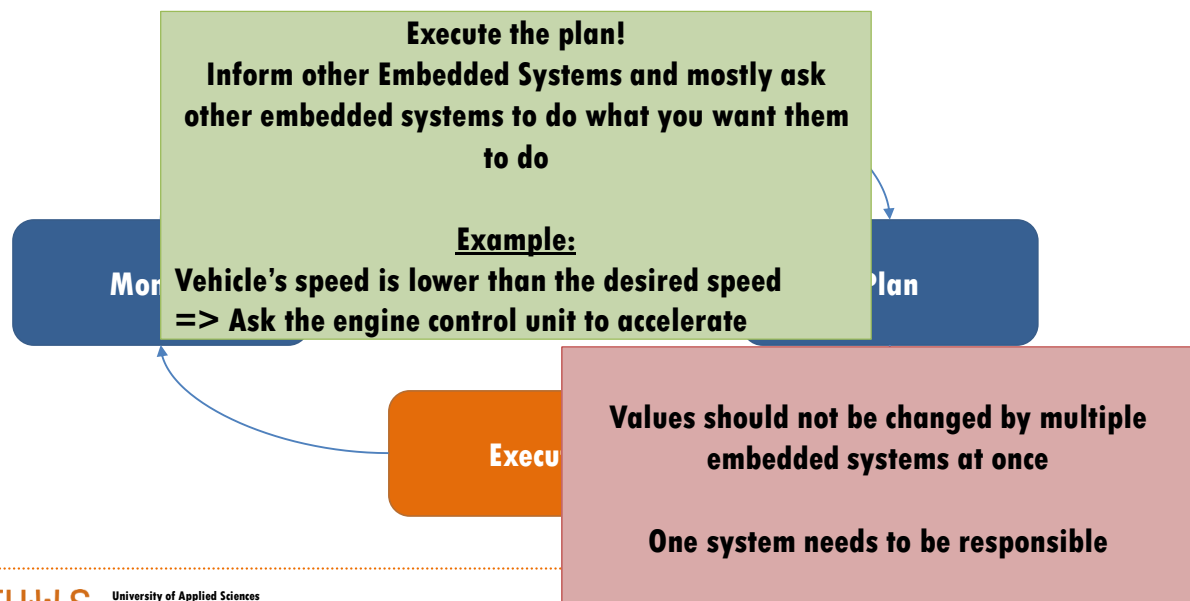 Execute the plan!
Inform other Embedded Systems and mostly ask
other embedded systems to do what you want them
to do
Example:
Vehicle’s speed is lower than the desired speed
=> Ask the engine control unit to accelerate
Values should not be changed by multiple
embedded systems at once
One system needs to be responsible
University of Applied Sciences